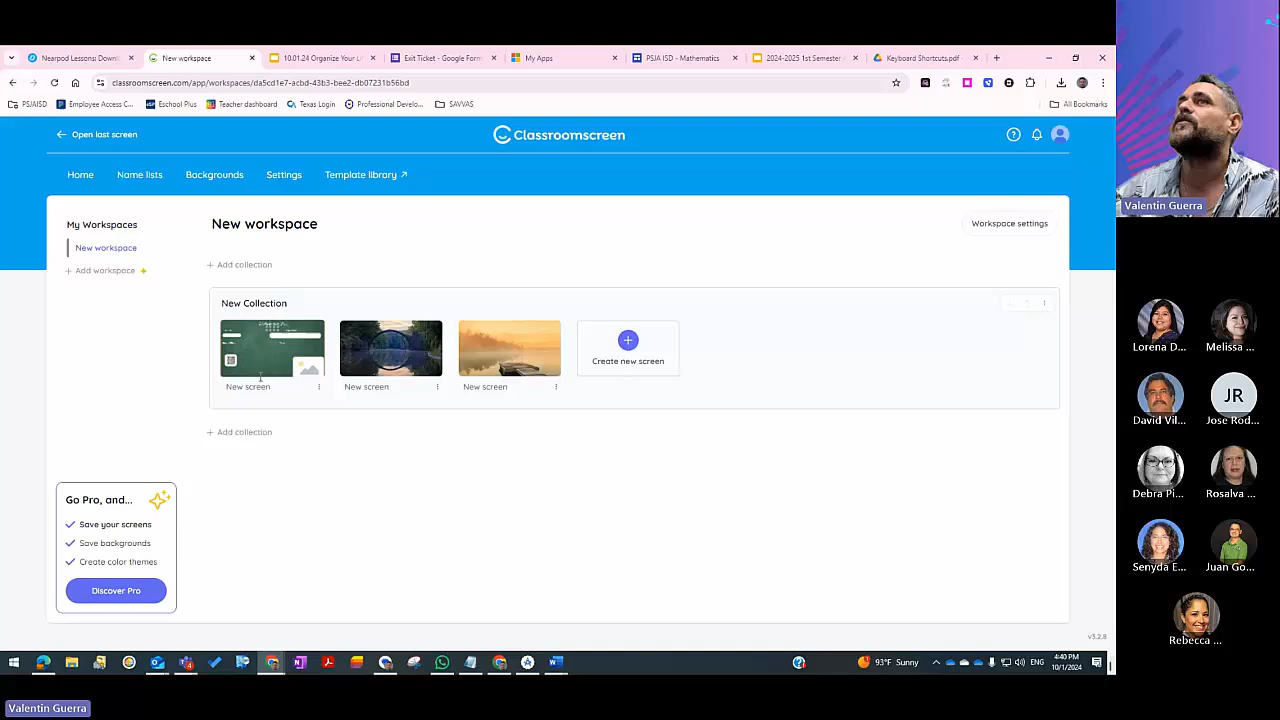 Nearpod Lessons: Downl
New workspace
10.01.24 Organize Your L
Exit Ticket - Google Form
My Apps
PSJA ISD - Mathematics
2024-2025 1st Semester -
Keyboard Shortcuts.pdf -
classroomscreen.com/app/workspaces/da5cd1e7-acbd-43b3-bee2-db07231b56bd
PSJAISD
Employee Access C...
Eschool Plus
Teacher dashboard
Texas Login
Professional Develo...
SAVVAS
All Bookmarks
Open last screen
Classroomscreen
Home
Name lists
Backgrounds
Settings
Template library
My Workspaces
New workspace
+ Add workspace
New workspace
Workspace settings
+ Add collection
New Collection
New screen
New screen
New screen
Create new screen
+ Add collection
Go Pro, and...
Save your screens
Save backgrounds
Create color themes
Discover Pro
v3.2.8
93°F Sunny
ENG
4:40 PM
10/1/2024
Valentin Guerra
Valentin Guerra
Lorena D...
Melissa ...
David Vil...
JR
Jose Rod...
Debra Pi...
Rosalva ...
Senyda E...
Juan Go...
Rebecca ...